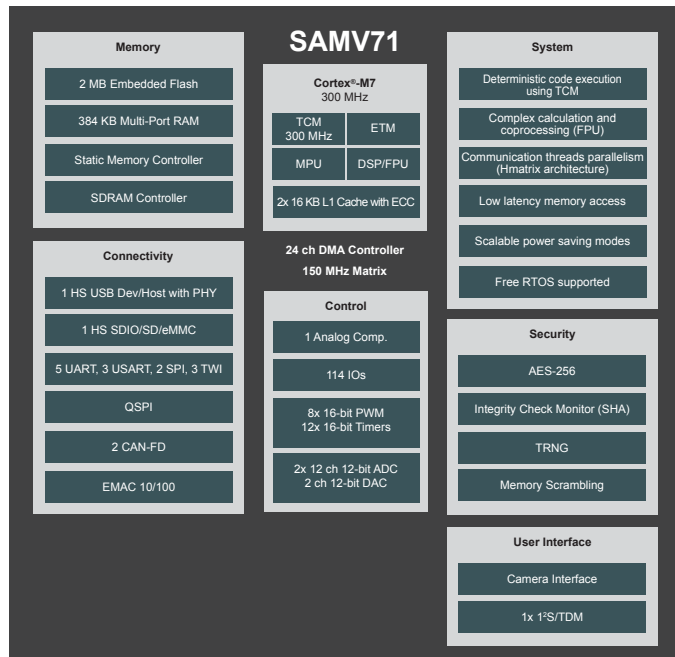 SAMV71
Memory
2 MB Embedded Flash
384 KB Multi-Port RAM
Static Memory Controller
SDRAM Controller
Connectivity
1 HS USB Dev/Host with PHY
1 HS SDIO/SD/eMMC
5 UART, 3 USART, 2 SPI, 3 TWI
QSPI
2 CAN-FD
EMAC 10/100
Cortex®-M7
300 MHz
TCM
300 MHz
ETM
MPU
DSP/FPU
2x 16 KB L1 Cache with ECC
24 ch DMA Controller
150 MHz Matrix
Control
1 Analog Comp.
114 IOs
8x 16-bit PWM
12x 16-bit Timers
2x 12 ch 12-bit ADC
2 ch 12-bit DAC
System
Deterministic code execution
using TCM
Complex calculation and
coprocessing (FPU)
Communication threads parallelism
(Hmatrix architecture)
Low latency memory access
Scalable power saving modes
Free RTOS supported
Security
AES-256
Integrity Check Monitor (SHA)
TRNG
Memory Scrambling
User Interface
Camera Interface
1x 1²S/TDM